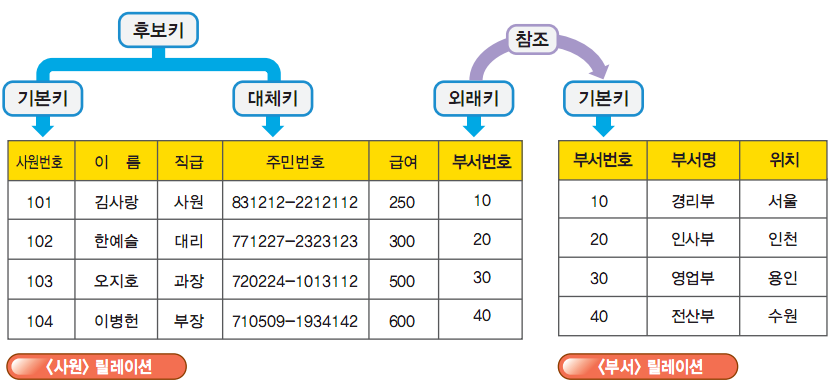 후보키
참조
기본키 대체키 외래키 기본키
사원번호 이 름 직급 주민번호 급여 부서번호
101 김사랑 사원 831212-2212112 250 10
102 한예슬 대리 771227-2323123 300 20
103 오지호 과장 720224-1013112 500 30
104 이병헌 부장 710509-1934142 600 40
<사원> 릴레이션
부서번호 부서명 위치
10 경리부 서울
20 인사부 인천
30 영업부 용인
40 전산부 수원
<부서> 릴레이션